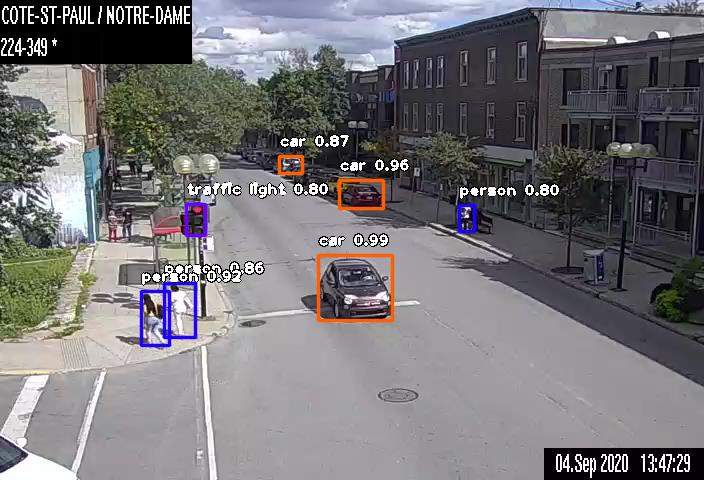 COTE-ST-PAUL / NOTRE-DAME
224-349 *
car 0.87
car 0.96
traffic light 0.80
person 0.80
car 0.99
person 0.86
person 0.92
04.Sep 2020 13:47:29